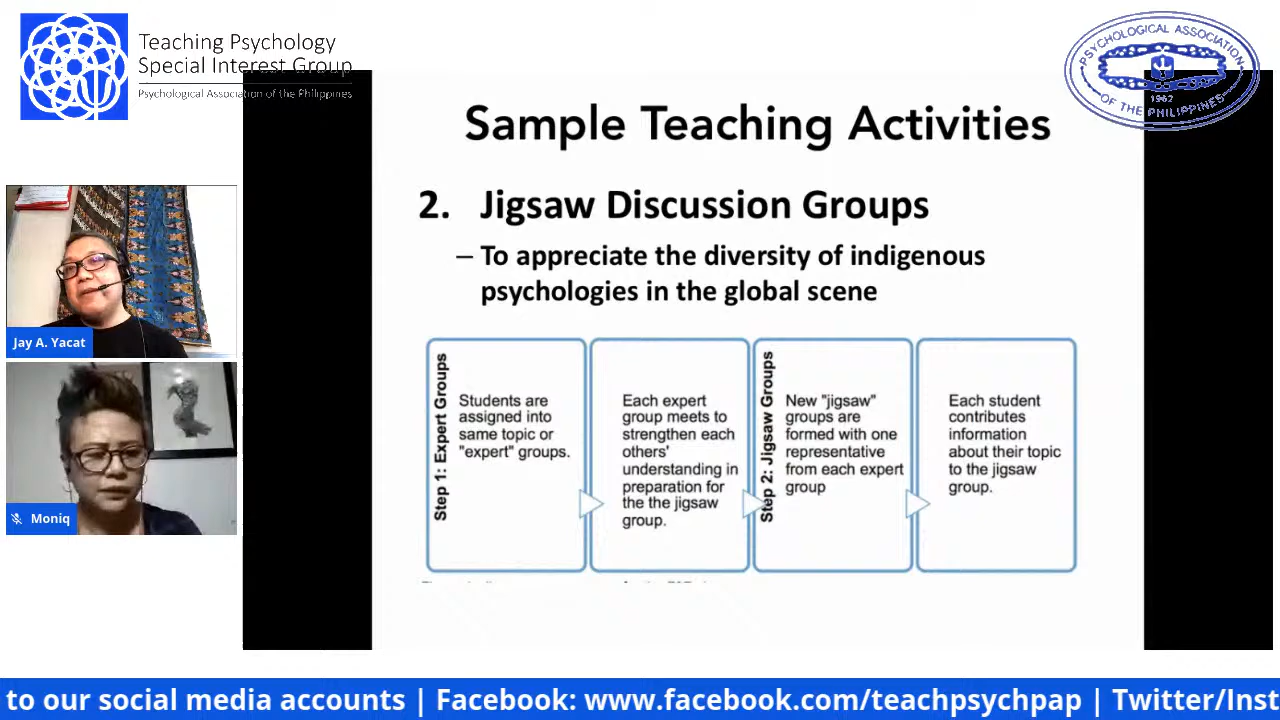 Teaching Psychology
Special Interest Group
Psychological Association of the Philippines
PSYCHOLOGICAL ASSOCIATION
1962
OF THE PHILIPPINES
Sample Teaching Activities
2. Jigsaw Discussion Groups
– To appreciate the diversity of indigenous
psychologies in the global scene
Step 1: Expert Groups
Students are
assigned into
same topic or
"expert" groups.
Each expert
group meets to
strengthen each
others'
understanding in
preparation for
the the jigsaw
group.
Step 2: Jigsaw Groups
New "jigsaw"
groups are
formed with one
representative
from each expert
group
Each student
contributes
information
about their topic
to the jigsaw
group.
Jay A. Yacat
Moniq
to our social media accounts | Facebook: www.facebook.com/teachpsychpap | Twitter/Inst